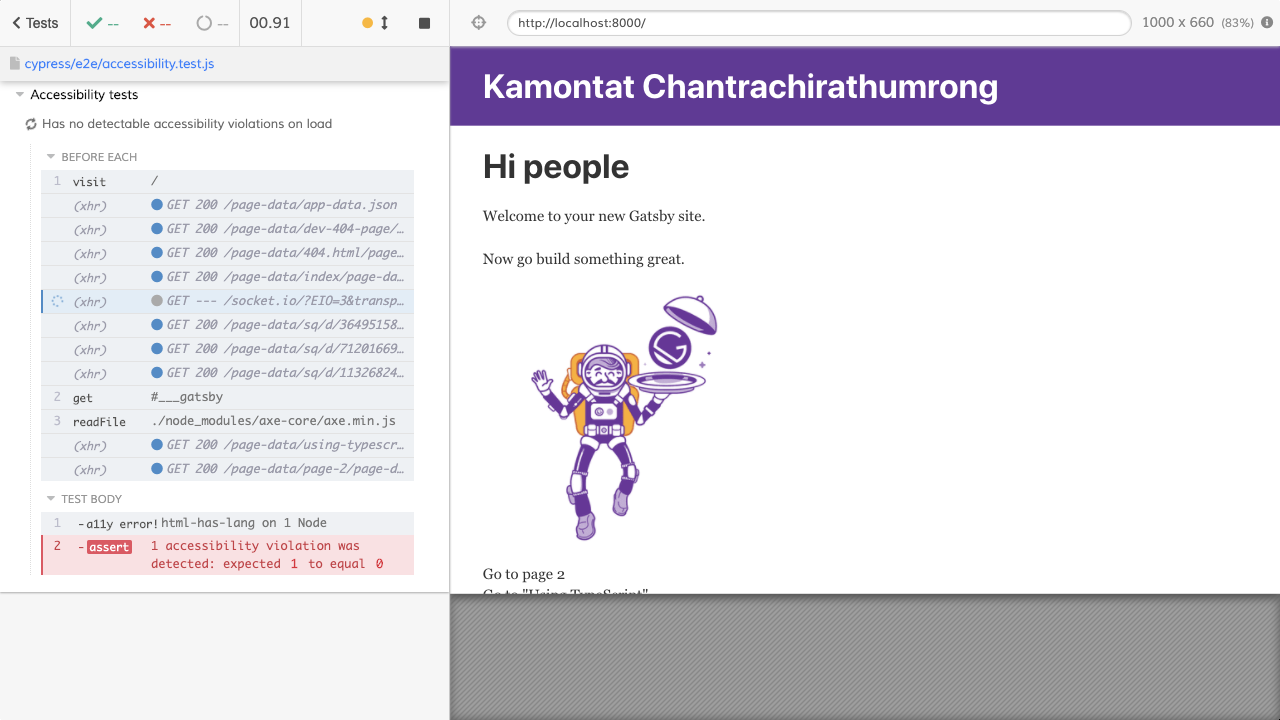 Tests
--
--
--
00.91
http://localhost:8000/
1000 x 660 (83%)
cypress/e2e/accessibility.test.js
Accessibility tests
Has no detectable accessibility violations on load
BEFORE EACH
1 visit /
(xhr) GET 200 /page-data/app-data.json
(xhr) GET 200 /page-data/dev-404-page/…
(xhr) GET 200 /page-data/404.html/page…
(xhr) GET 200 /page-data/index/page-da…
(xhr) GET --- /socket.io/?EIO=3&transp…
(xhr) GET 200 /page-data/sq/d/36495158…
(xhr) GET 200 /page-data/sq/d/71201669…
(xhr) GET 200 /page-data/sq/d/11326824…
2 get #___gatsby
3 readFile ./node_modules/axe-core/axe.min.js
(xhr) GET 200 /page-data/using-typescr…
(xhr) GET 200 /page-data/page-2/page-d…
TEST BODY
1 -a11y error! html-has-lang on 1 Node
2 -assert 1 accessibility violation was
detected: expected 1 to equal 0
Kamontat Chantrachirathumrong
Hi people
Welcome to your new Gatsby site.
Now go build something great.
Go to page 2
Go to "Using TypeScript"